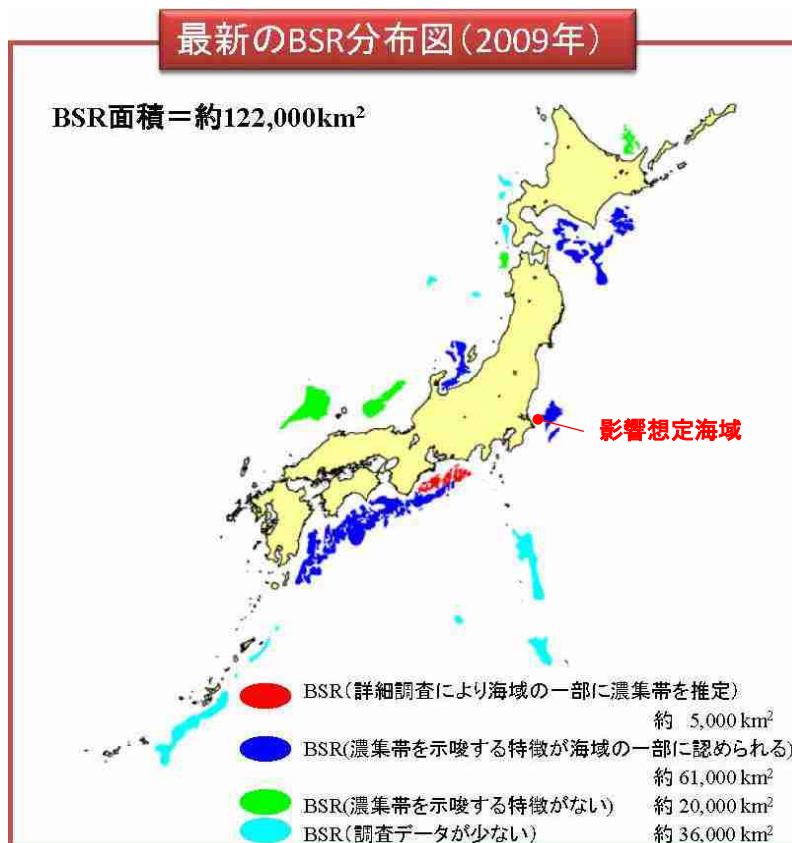 最新のBSR分布図(2009年)
BSR面積=約122,000km²
影響想定海域
BSR(詳細調査により海域の一部に濃集帯を推定)
約 5,000 km²
BSR(濃集帯を示唆する特徴が海域の一部に認められる)
約 61,000 km²
BSR(濃集帯を示唆する特徴がない) 約 20,000 km²
BSR(調査データが少ない) 約 36,000 km²